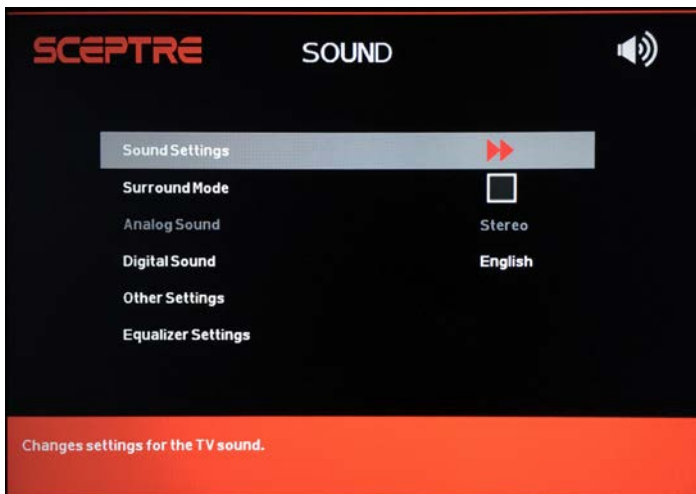 SCEPTRE SOUND
Sound Settings
Surround Mode
Analog Sound Stereo
Digital Sound English
Other Settings
Equalizer Settings
Changes settings for the TV sound.